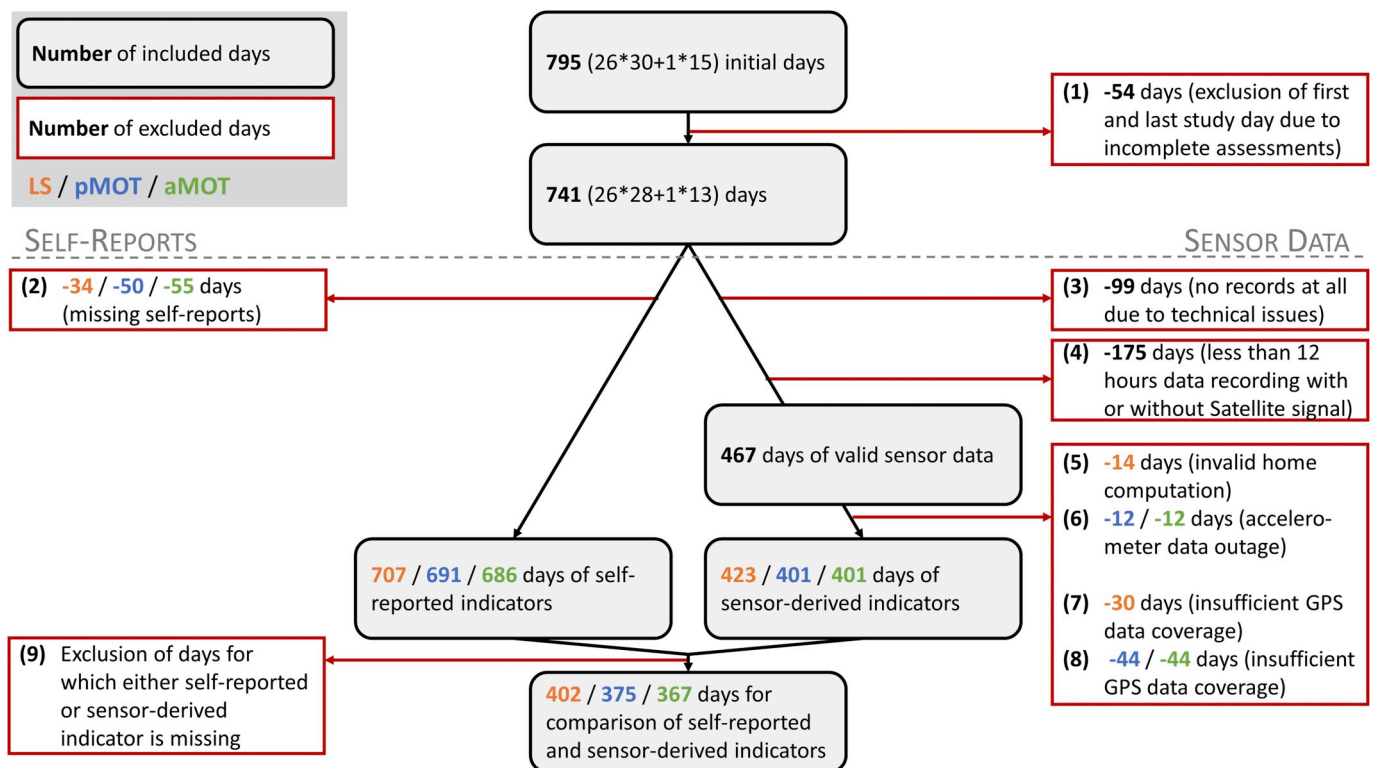 Number of included days
Number of excluded days
LS / pMOT / aMOT
795 (26*30+1*15) initial days
(1) -54 days (exclusion of first
and last study day due to
incomplete assessments)
741 (26*28+1*13) days
SELF-REPORTS
SENSOR DATA
(2) -34 / -50 / -55 days
(missing self-reports)
(3) -99 days (no records at all
due to technical issues)
(4) -175 days (less than 12
hours data recording with
or without Satellite signal)
467 days of valid sensor data
(5) -14 days (invalid home
computation)
(6) -12 / -12 days (accelero-
meter data outage)
(7) -30 days (insufficient GPS
data coverage)
(8) -44 / -44 days (insufficient
GPS data coverage)
707 / 691 / 686 days of self-
reported indicators
423 / 401 / 401 days of
sensor-derived indicators
(9) Exclusion of days for
which either self-reported
or sensor-derived
indicator is missing
402 / 375 / 367 days for
comparison of self-reported
and sensor-derived indicators